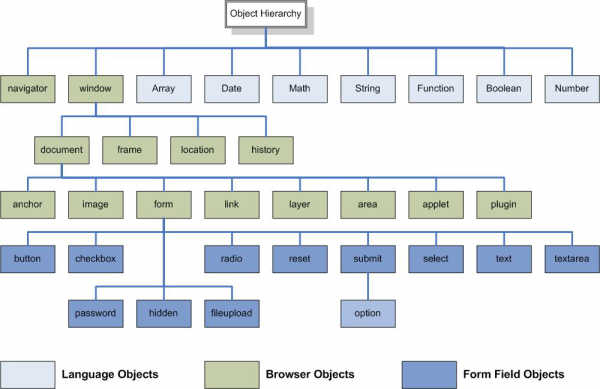 Object Hierarchy
navigator window Array Date Math String Function Boolean Number
document frame location history
anchor image form link layer area applet plugin
button checkbox radio reset submit select text textarea
password hidden fileupload option
Language Objects Browser Objects Form Field Objects